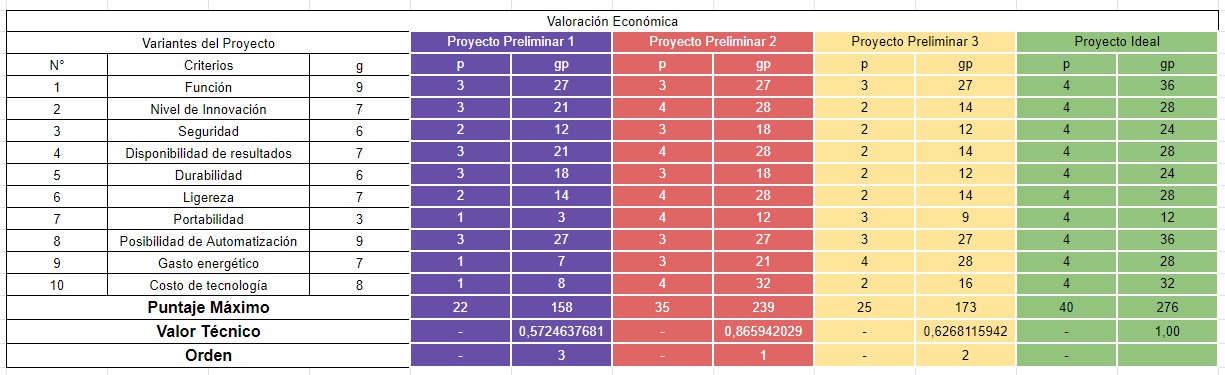 Valoración Económica
Variantes del Proyecto Proyecto Preliminar 1 Proyecto Preliminar 2 Proyecto Preliminar 3 Proyecto Ideal
N° Criterios g p gp p gp p gp p gp
1 Función 9 3 27 3 27 3 27 4 36
2 Nivel de Innovación 7 3 21 4 28 2 14 4 28
3 Seguridad 6 2 12 3 18 2 12 4 24
4 Disponibilidad de resultados 7 3 21 4 28 2 14 4 28
5 Durabilidad 6 3 18 3 18 2 12 4 24
6 Ligereza 7 2 14 4 28 2 14 4 28
7 Portabilidad 3 1 3 4 12 3 9 4 12
8 Posibilidad de Automatización 9 3 27 3 27 3 27 4 36
9 Gasto energético 7 1 7 3 21 4 28 4 28
10 Costo de tecnología 8 1 8 4 32 2 16 4 32
Puntaje Máximo 22 158 35 239 25 173 40 276
Valor Técnico - 0,5724637681 - 0,865942029 - 0,6268115942 - 1,00
Orden - 3 - 1 - 2 -